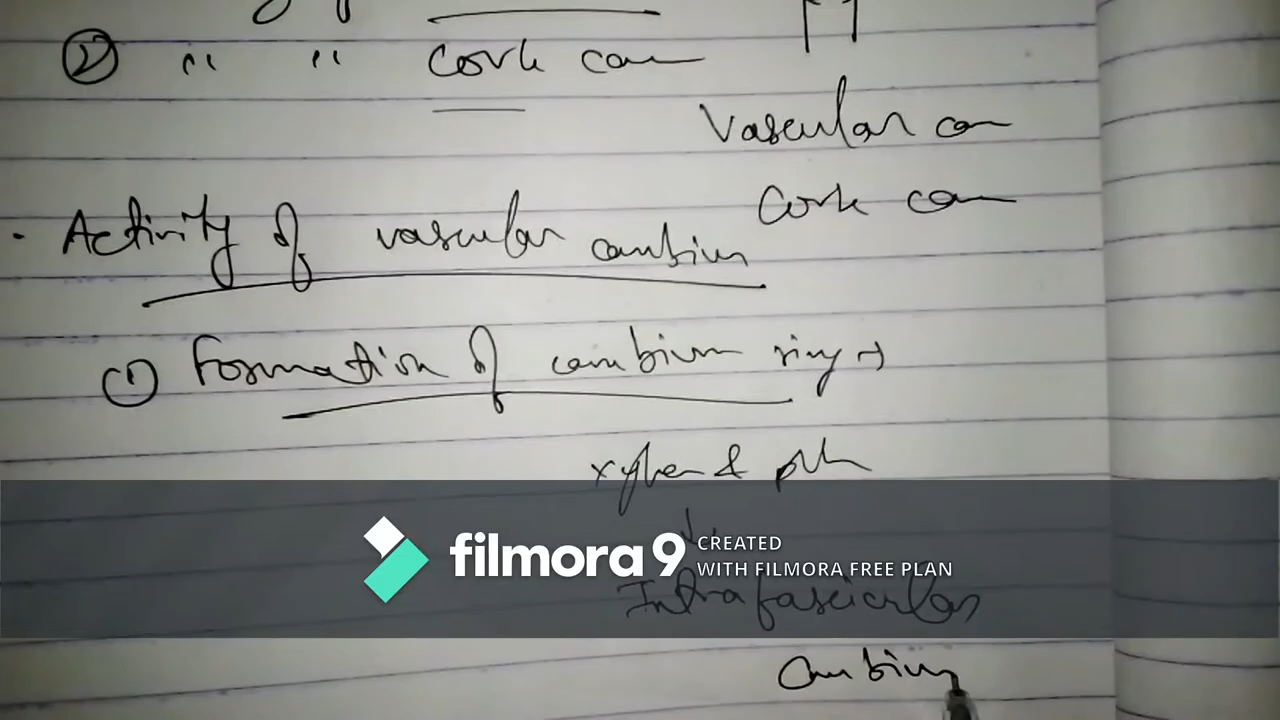 ② " " Cork cam
Vascular cam
Cork cam
• Activity of vascular cambium
① Formation of cambium ring →
xylem & phl
↓
filmora 9 CREATED
WITH FILMORA FREE PLAN
Intrafascicular
Cambium